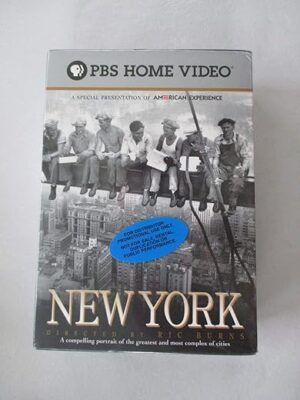 PBS HOME VIDEO®
A SPECIAL PRESENTATION OF AMERICAN EXPERIENCE
FOR DISTRIBUTOR
PROMOTIONAL USE ONLY.
NOT FOR SALE, RENTAL,
DUPLICATION OR
PUBLIC PERFORMANCE.
NEW YORK
DIRECTED BY RIC BURNS
A compelling portrait of the greatest and most complex of cities